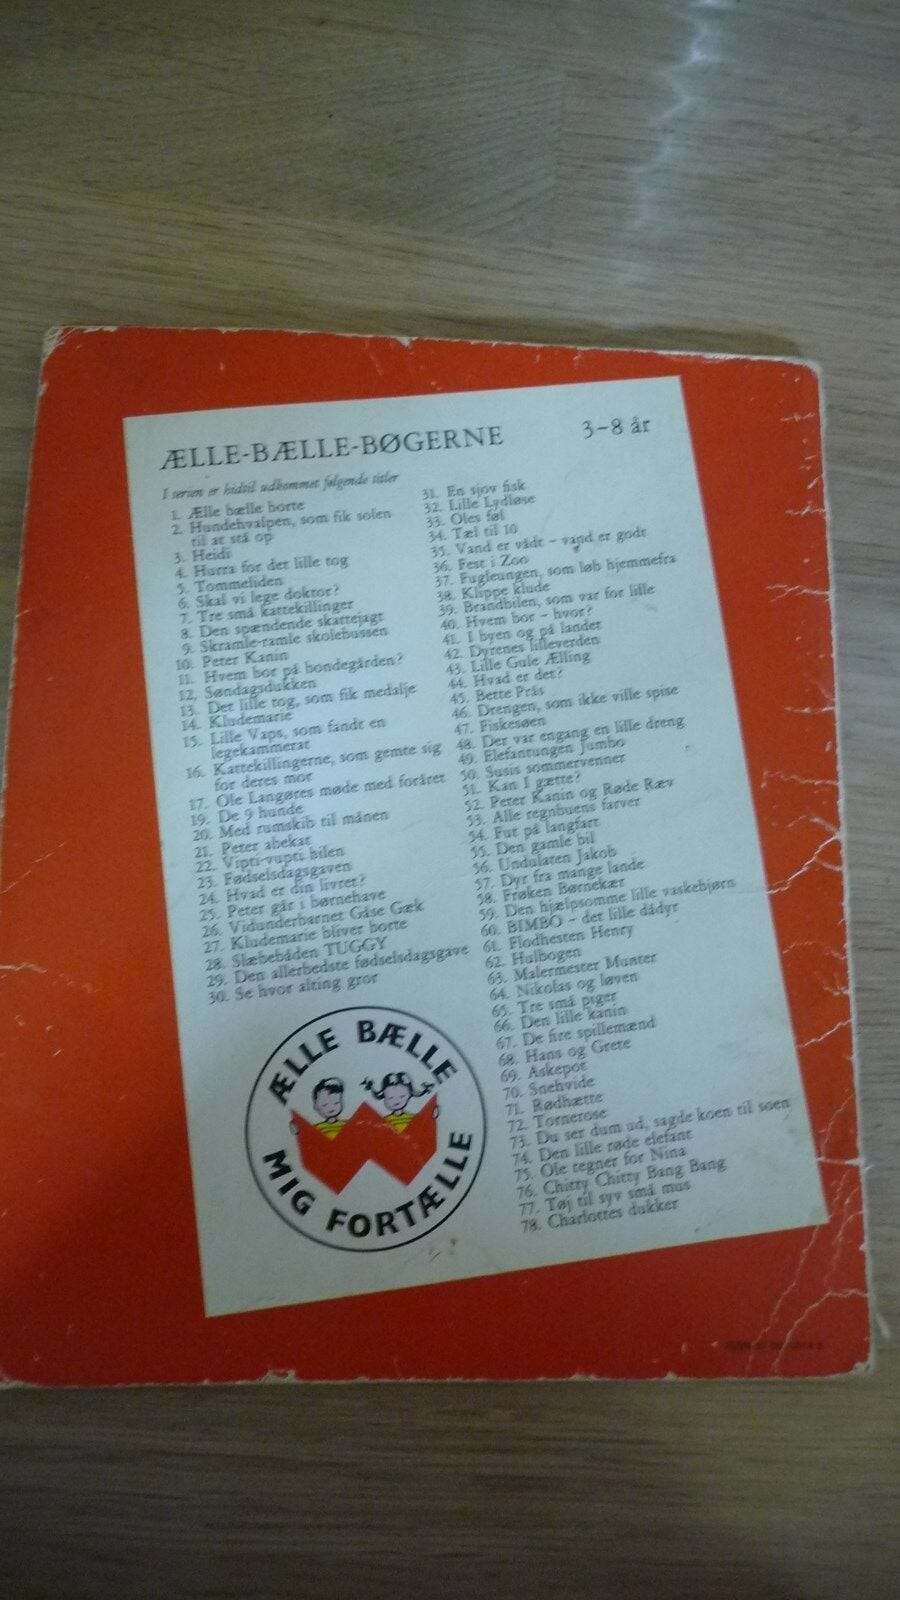 ÆLLE-BÆLLE-BØGERNE 3-8 år
I serien er hidtil udkommet følgende titler
1. Ælle bælle borte
2. Hundehvalpen, som fik solen
til at stå op
3. Heidi
4. Hurra for det lille tog
5. Tommeliden
6. Skal vi lege doktor?
7. Tre små kattekillinger
8. Den spændende skattejagt
9. Skramle-ramle skolebussen
10. Peter Kanin
11. Hvem bor på bondegården?
12. Søndagsdukken
13. Det lille tog, som fik medalje
14. Kludemarie
15. Lille Vaps, som fandt en
legekammerat
16. Kattekillingerne, som gemte sig
for deres mor
17. Ole Langøres møde med foråret
19. De 9 hunde
20. Med rumskib til månen
21. Peter abekat
22. Vipti-vupti bilen
23. Fødselsdagsgaven
24. Hvad er din livret?
25. Peter går i børnehave
26. Vidunderbarnet Gåse Gæk
27. Kludemarie bliver borte
28. Slæbebåden TUGGY
29. Den allerbedste fødselsdagsgave
30. Se hvor alting gror
31. En sjov fisk
32. Lille Lydløse
33. Oles føl
34. Tæl til 10
35. Vand er vådt - vand er godt
36. Fest i Zoo
37. Fugleungen, som løb hjemmefra
38. Klippe klude
39. Brandbilen, som var for lille
40. Hvem bor - hvor?
41. I byen og på landet
42. Dyrenes lilleverden
43. Lille Gule Ælling
44. Hvad er det?
45. Bette Prås
46. Drengen, som ikke ville spise
47. Fiskesøen
48. Der var engang en lille dreng
49. Elefantungen Jumbo
50. Susis sommervenner
51. Kan I gætte?
52. Peter Kanin og Røde Ræv
53. Alle regnbuens farver
54. Fut på langfart
55. Den gamle bil
56. Undulaten Jakob
57. Dyr fra mange lande
58. Frøken Børnekær
59. Den hjælpsomme lille vaskebjørn
60. BIMBO - det lille dådyr
61. Flodhesten Henry
62. Hulbogen
63. Malermester Munter
64. Nikolas og løven
65. Tre små piger
66. Den lille kanin
67. De fire spillemænd
68. Hans og Grete
69. Askepot
70. Snehvide
71. Rødhætte
72. Tornerose
73. Du ser dum ud, sagde koen til soen
74. Den lille røde elefant
75. Ole tegner for Nina
76. Chitty Chitty Bang Bang
77. Tøj til syv små mus
78. Charlottes dukker
ÆLLE BÆLLE
MIG FORTÆLLE